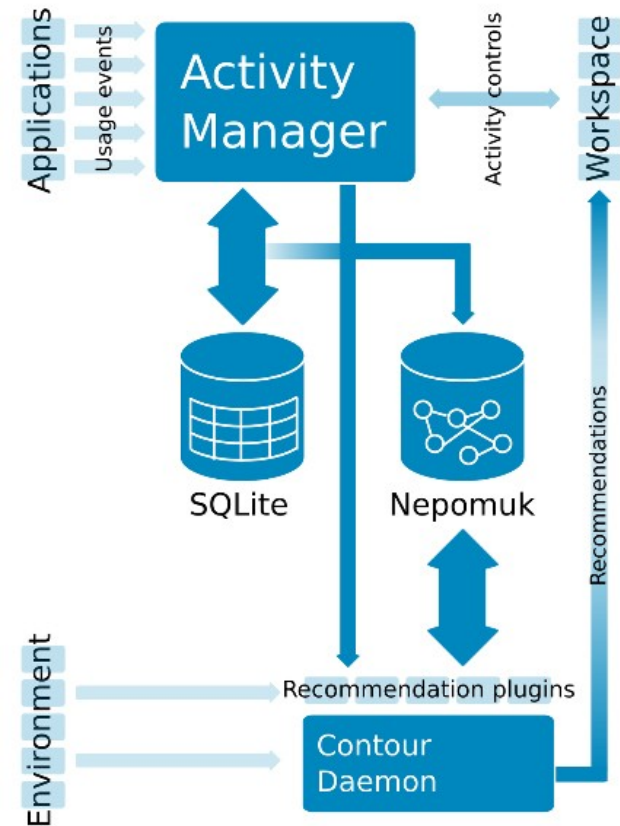 Applications
Usage events
Activity
Manager
Activity controls
Workspace
SQLite
Nepomuk
Recommendations
Environment
Recommendation plugins
Contour
Daemon